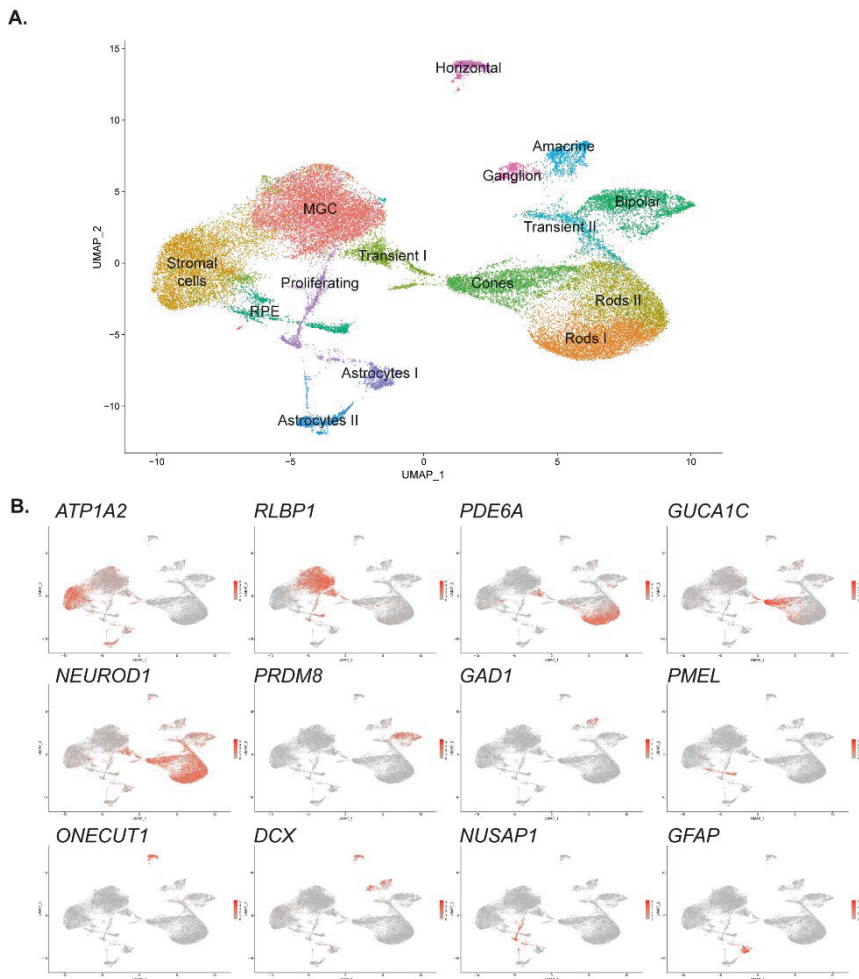 A.
15
Horizontal
10
Amacrine
Ganglion
5
MGC
Bipolar
Transient II
UMAP_2
Transient I
0
Stromal
cells
Proliferating
Cones
Rods II
RPE
-5
Rods I
Astrocytes I
-10
Astrocytes II
-10
-5
0
5
10
UMAP_1
B.
ATP1A2
RLBP1
PDE6A
GUCA1C
NEUROD1
PRDM8
GAD1
PMEL
ONECUT1
DCX
NUSAP1
GFAP